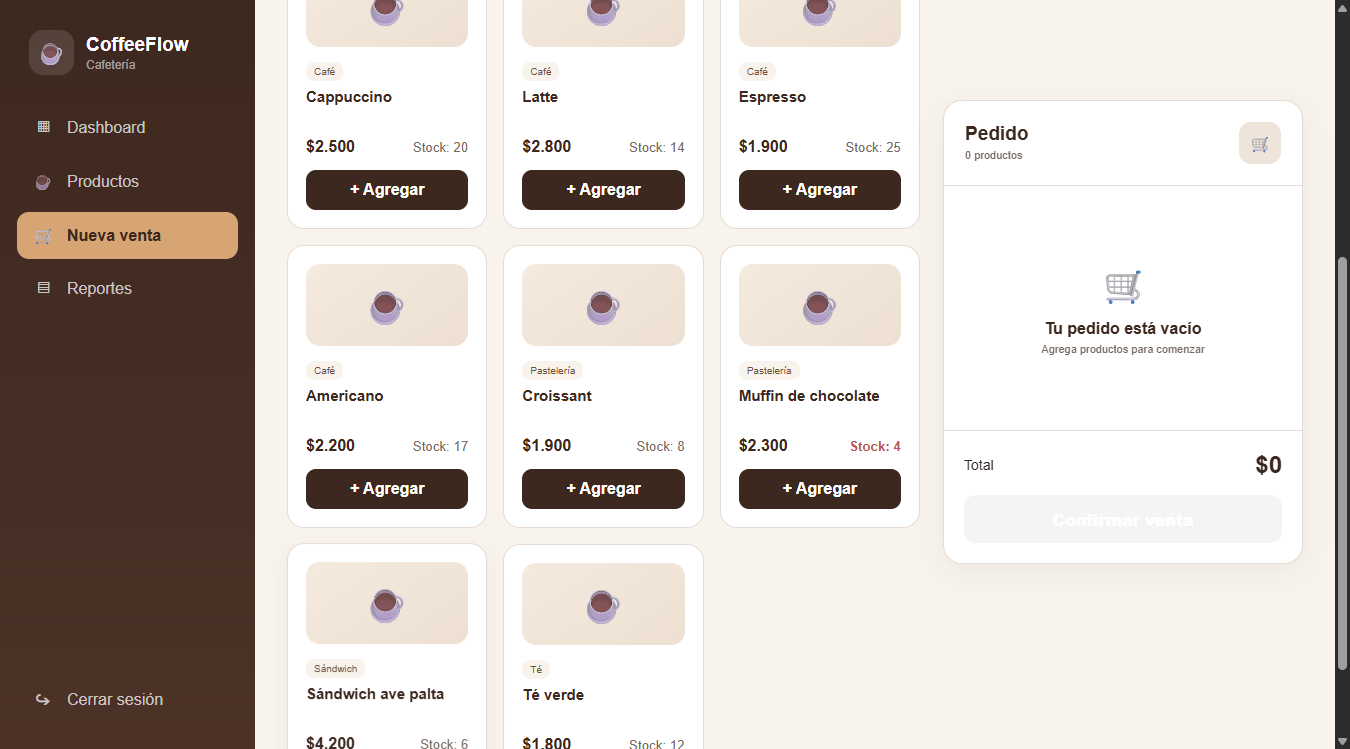 CoffeeFlow
Cafetería
Dashboard
Productos
Nueva venta
Reportes
Cerrar sesión
Café
Cappuccino
$2.500 Stock: 20
+ Agregar
Café
Latte
$2.800 Stock: 14
+ Agregar
Café
Espresso
$1.900 Stock: 25
+ Agregar
Café
Americano
$2.200 Stock: 17
+ Agregar
Pastelería
Croissant
$1.900 Stock: 8
+ Agregar
Pastelería
Muffin de chocolate
$2.300 Stock: 4
+ Agregar
Sándwich
Sándwich ave palta
$4.200 Stock: 6
Té
Té verde
$1.800 Stock: 12
Pedido
0 productos
Tu pedido está vacío
Agrega productos para comenzar
Total $0
Confirmar venta